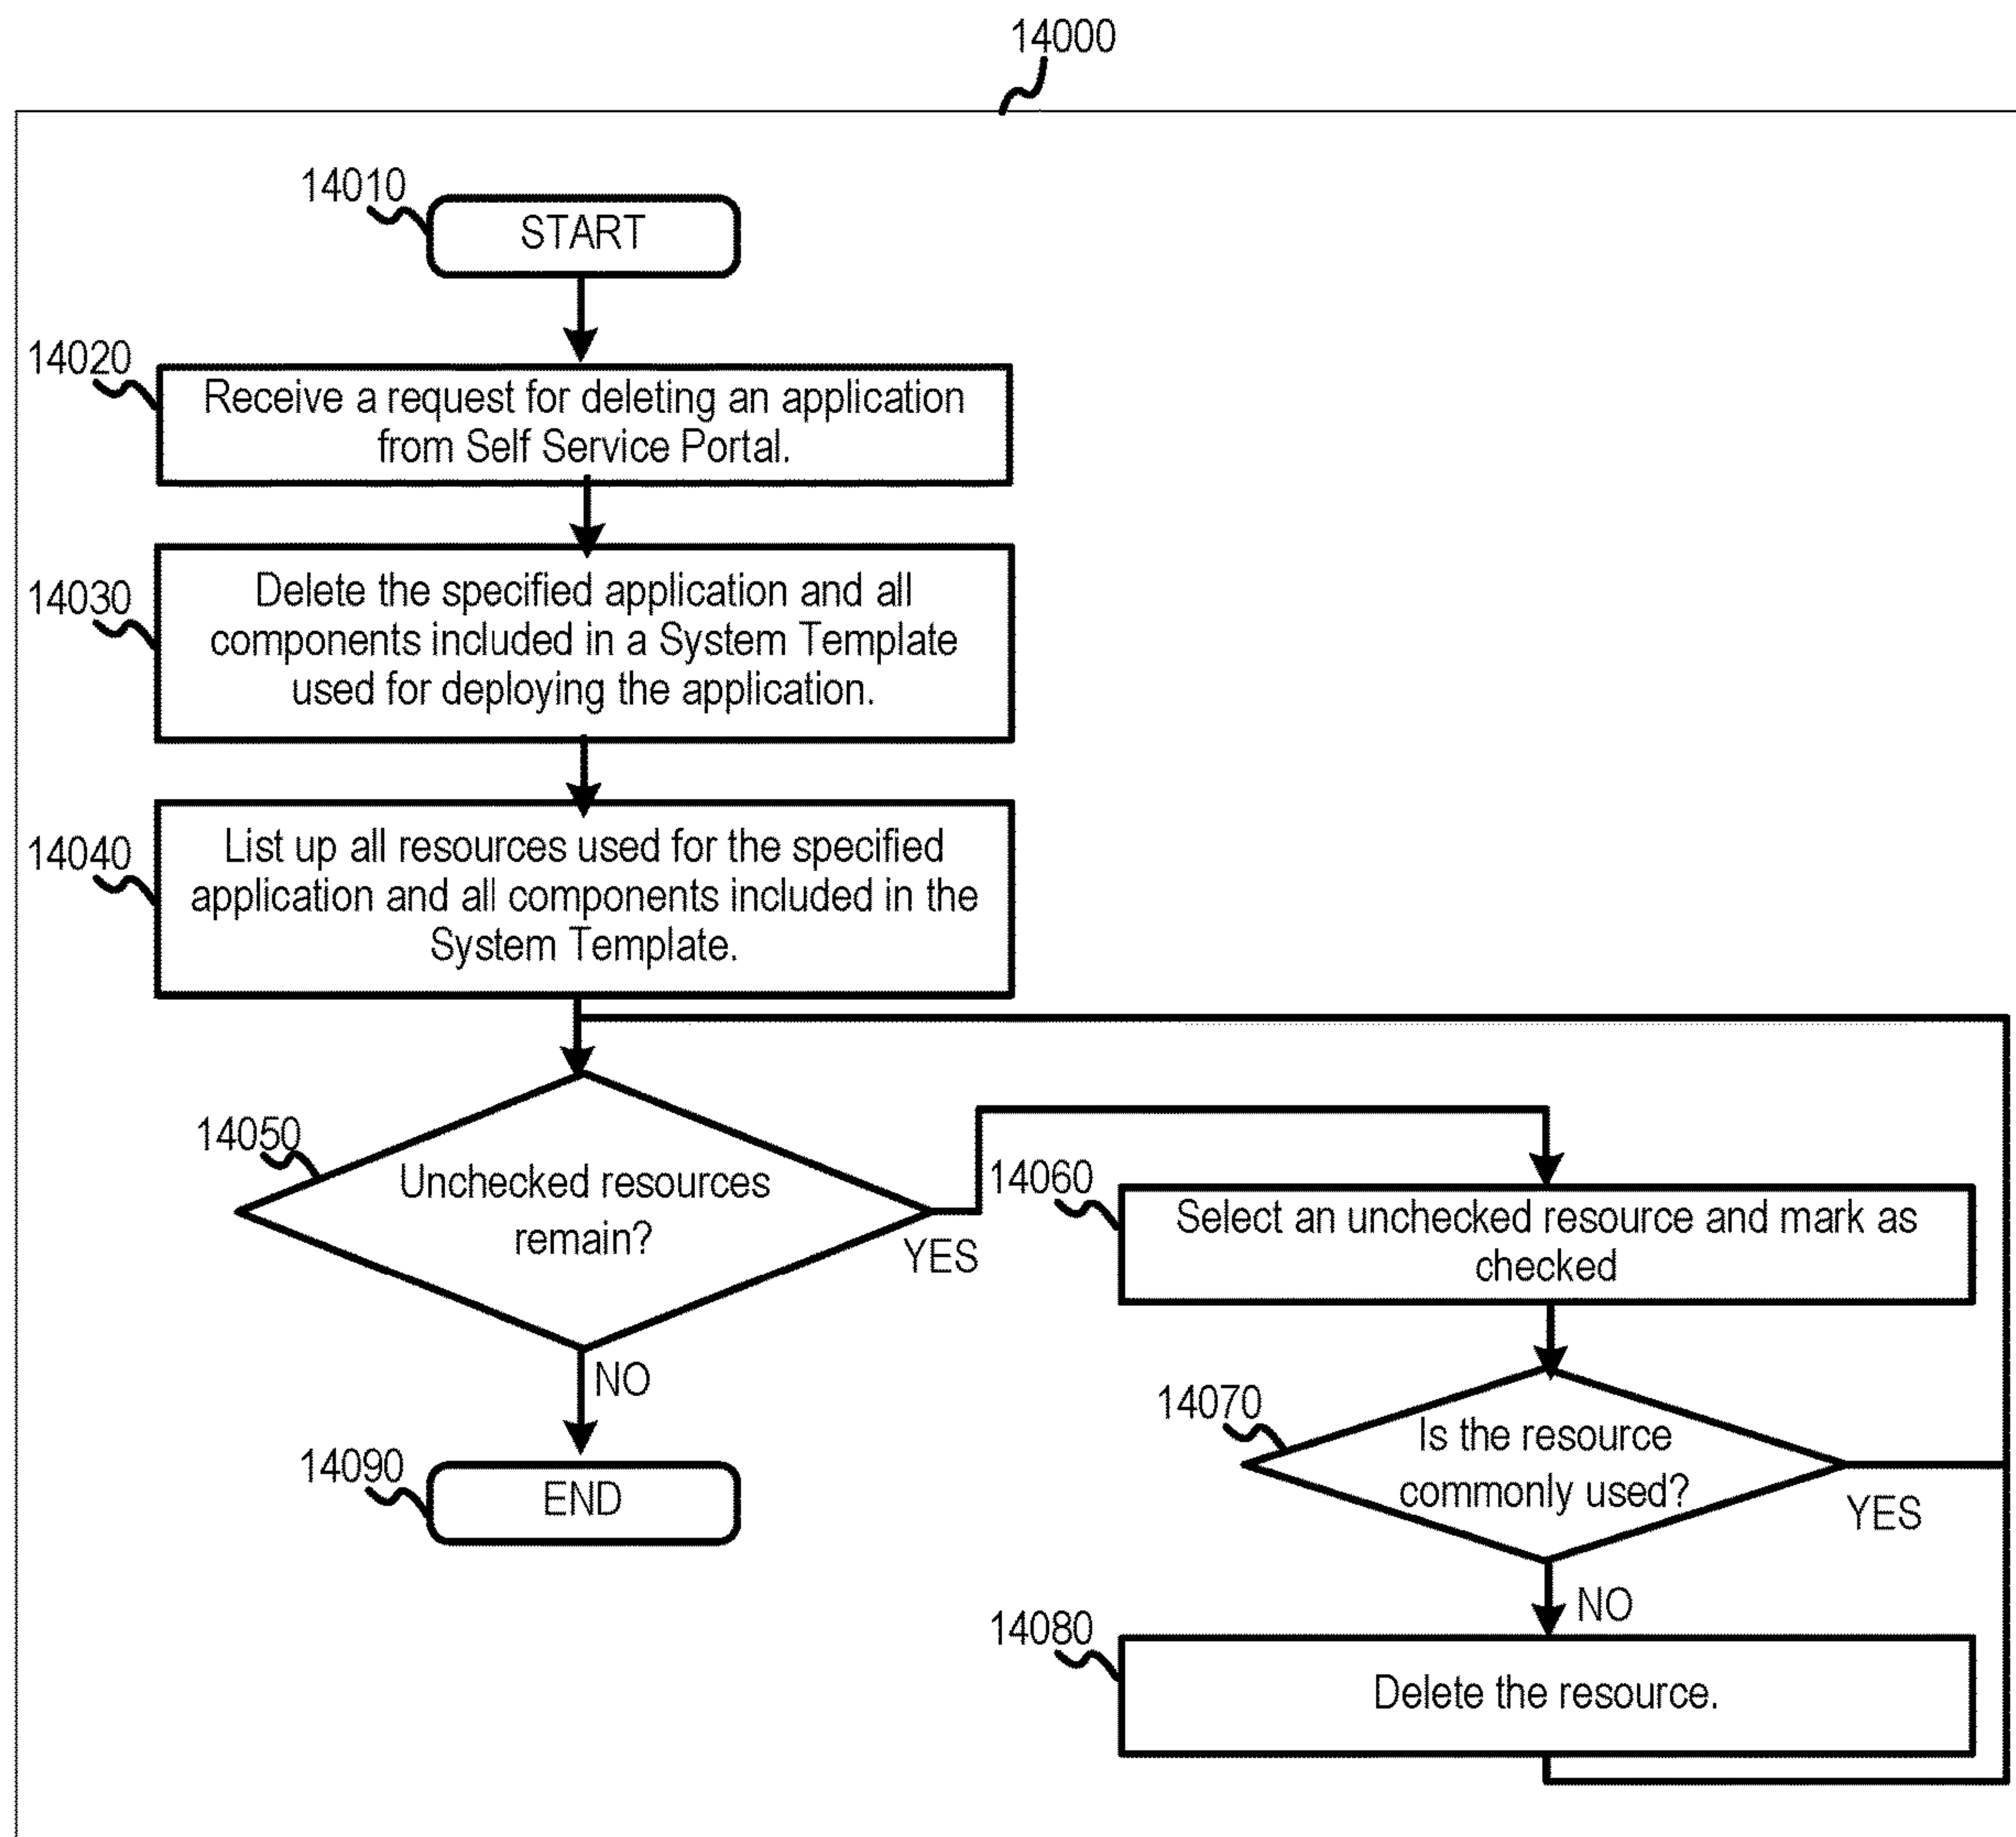 14000
14010
START
14020
Receive a request for deleting an application
from Self Service Portal.
14030
Delete the specified application and all
components included in a System Template
used for deploying the application.
14040
List up all resources used for the specified
application and all components included in the
System Template.
14050
Unchecked resources
remain?
YES
NO
14060
Select an unchecked resource and mark as
checked
14070
Is the resource
commonly used?
YES
NO
14080
Delete the resource.
14090
END